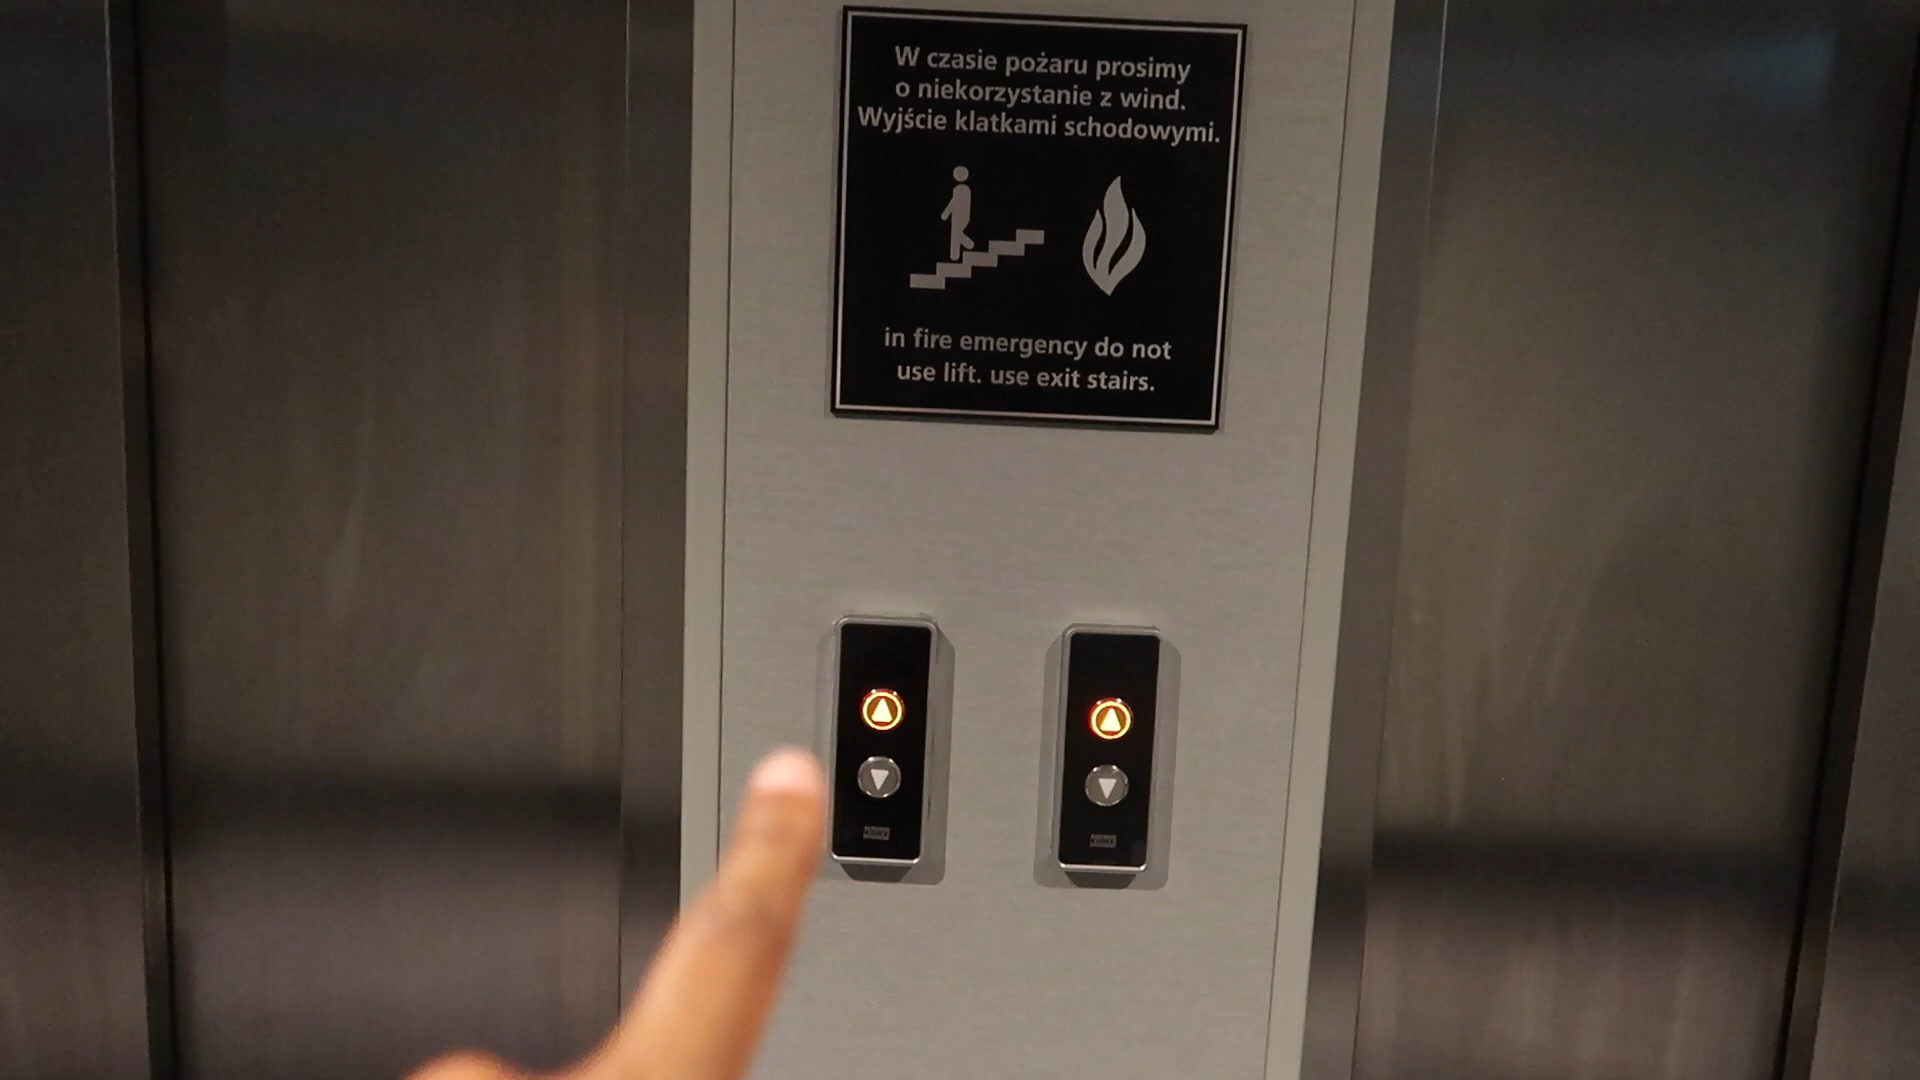 W czasie pożaru prosimy
o niekorzystanie z wind.
Wyjście klatkami schodowymi.
in fire emergency do not
use lift. use exit stairs.